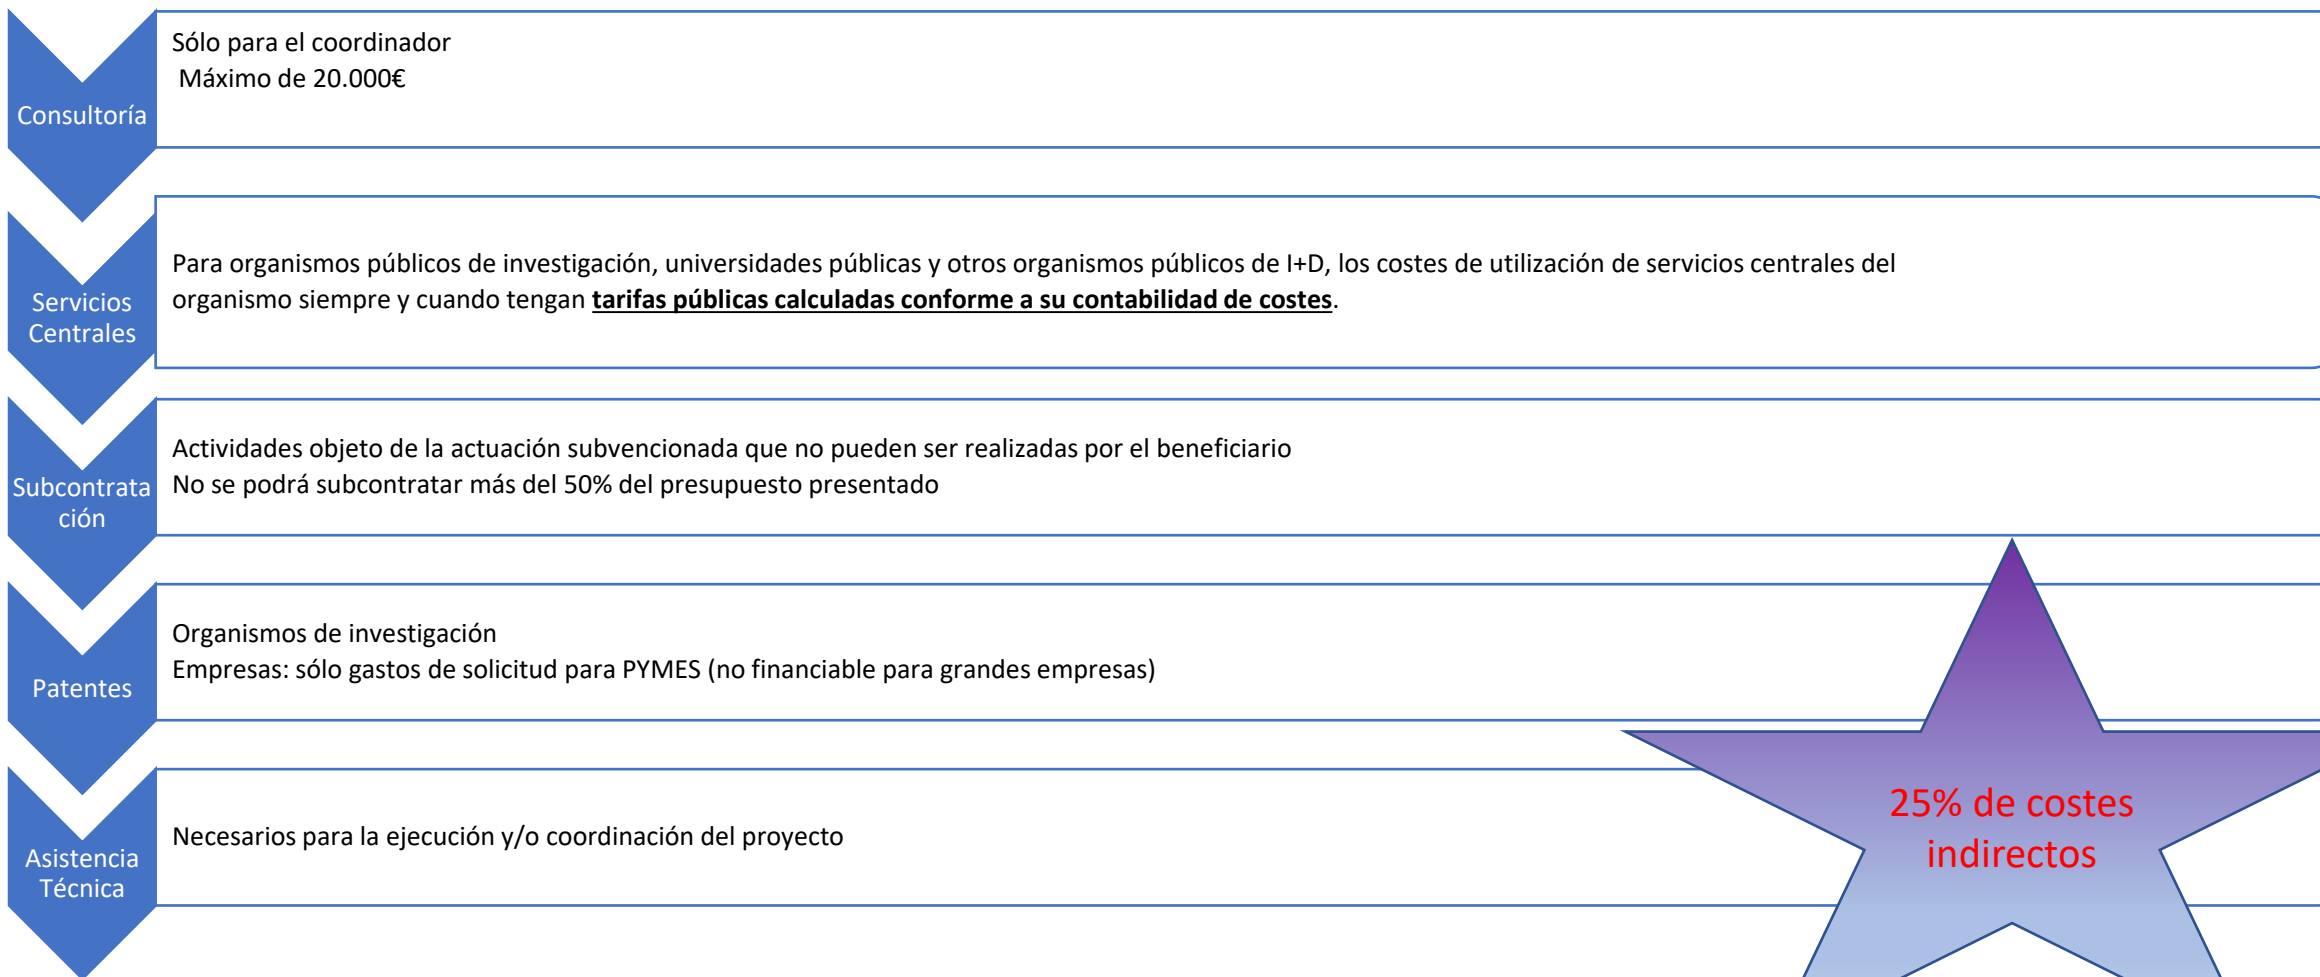 Consultoría
Sólo para el coordinador
Máximo de 20.000€
Servicios
Centrales
Para organismos públicos de investigación, universidades públicas y otros organismos públicos de I+D, los costes de utilización de servicios centrales del
organismo siempre y cuando tengan tarifas públicas calculadas conforme a su contabilidad de costes.
Subcontrata
ción
Actividades objeto de la actuación subvencionada que no pueden ser realizadas por el beneficiario
No se podrá subcontratar más del 50% del presupuesto presentado
Patentes
Organismos de investigación
Empresas: sólo gastos de solicitud para PYMES (no financiable para grandes empresas)
Asistencia
Técnica
Necesarios para la ejecución y/o coordinación del proyecto
25% de costes
indirectos